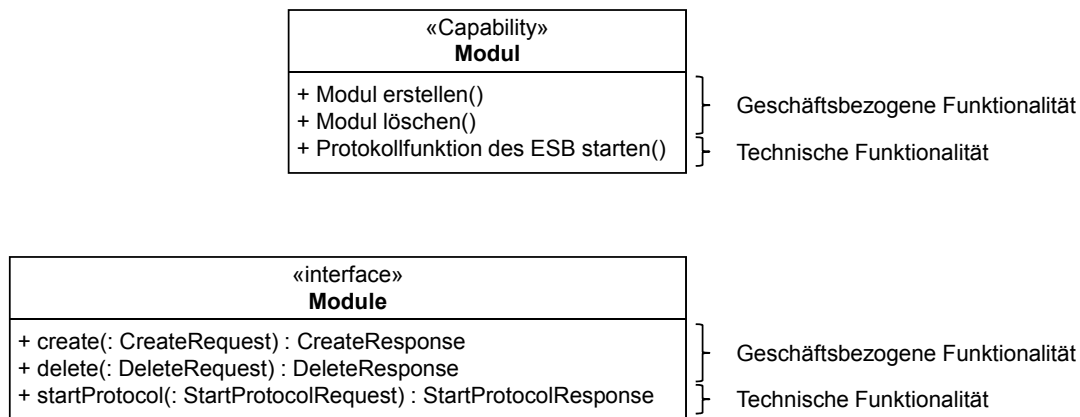 «Capability»
Modul
+ Modul erstellen()
+ Modul löschen()
Geschäftsbezogene Funktionalität
+ Protokollfunktion des ESB starten()
Technische Funktionalität
«interface»
Module
+ create(: CreateRequest) : CreateResponse
+ delete(: DeleteRequest) : DeleteResponse
Geschäftsbezogene Funktionalität
+ startProtocol(: StartProtocolRequest) : StartProtocolResponse
Technische Funktionalität